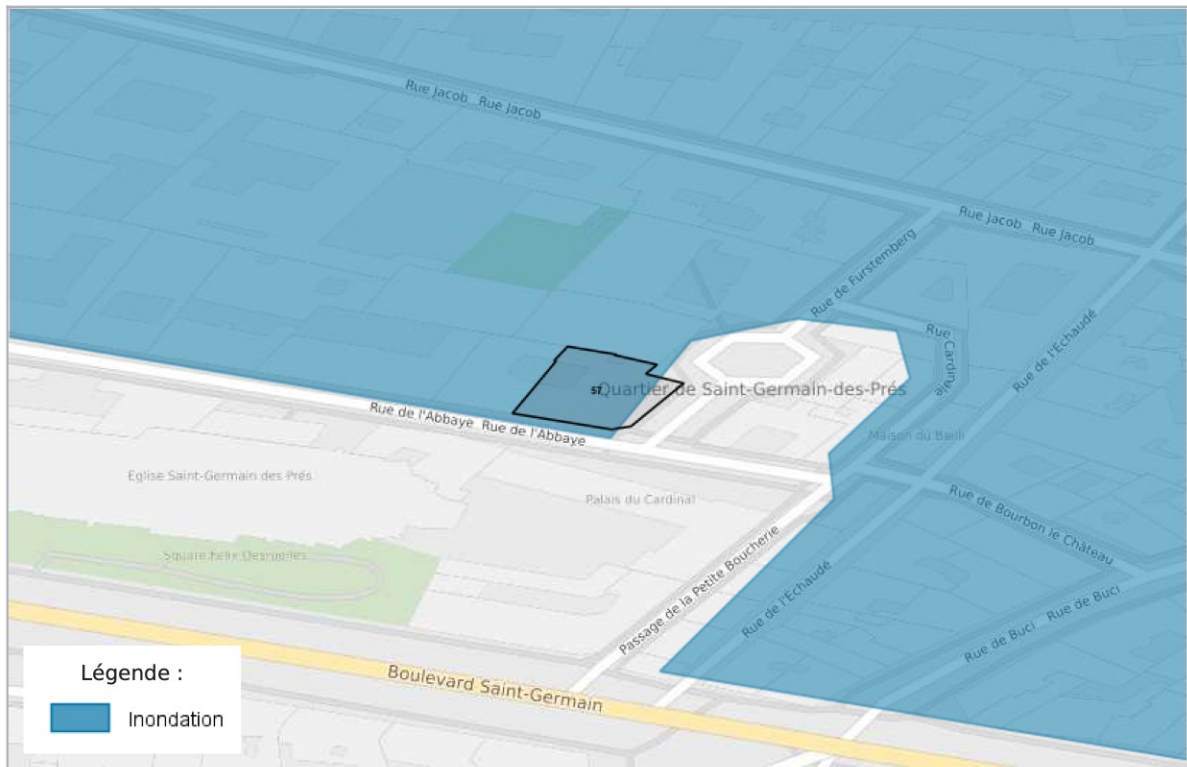 Rue Jacob Rue Jacob
Rue Jacob Rue Jacob
Rue de Furstemberg
Rue Cardinale
Rue de l'Echaudé
57
Quartier de Saint-Germain-des-Prés
Rue de l'Abbaye Rue de l'Abbaye
Maison du Bailli
Eglise Saint-Germain des Prés
Palais du Cardinal
Rue de Bourbon le Château
Square Félix Desruelles
Passage de la Petite Boucherie
Rue de l'Echaudé
Rue de Buci Rue de Buci
Boulevard Saint-Germain
Légende :
Inondation